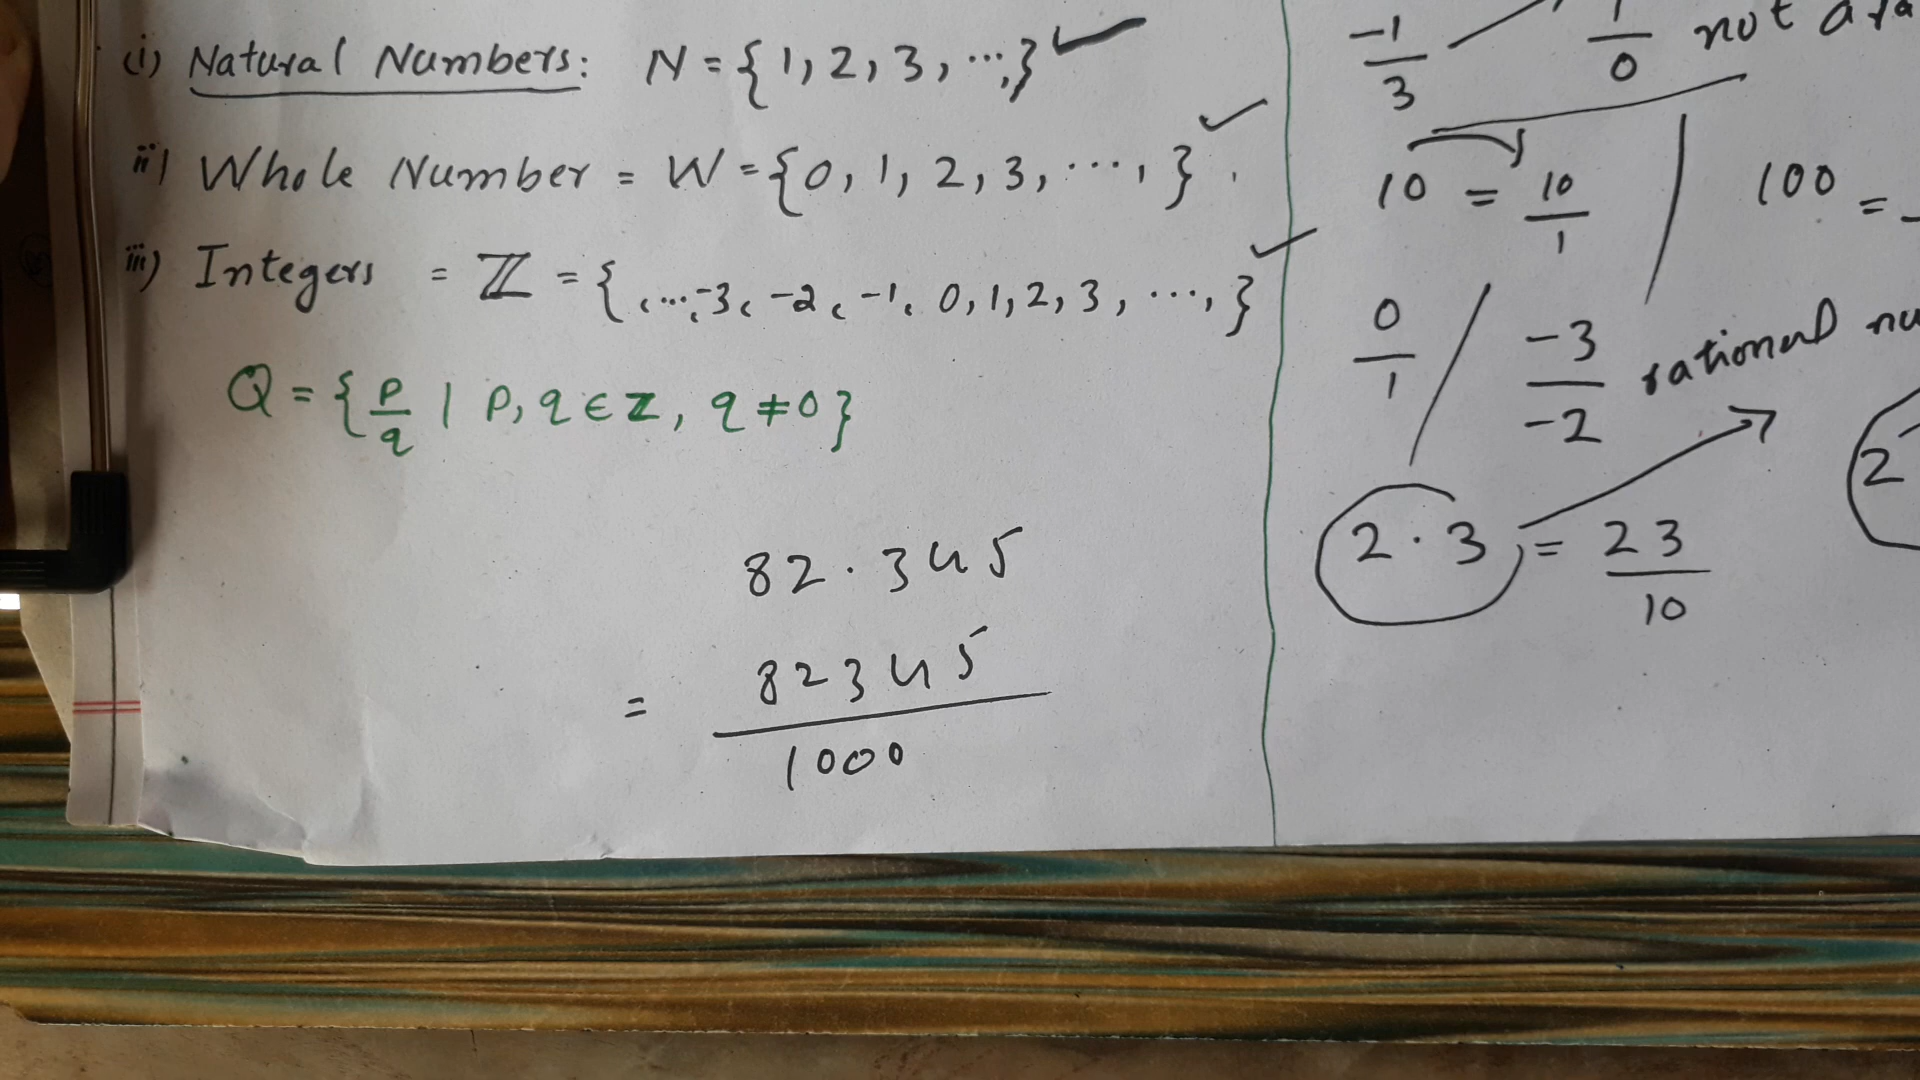 (i) Natural Numbers: N = {1, 2, 3, ...,}
ii) Whole Number = W = {0, 1, 2, 3, ..., }.
iii) Integers = ℤ = {, ..., -3, -2, -1, 0, 1, 2, 3, ..., }
Q = {p/q | p, q ∈ Z, q ≠ 0}
82.345
= 82345/1000
-1/3
1/0 not
10 = 10/1
100 =
0/1
-3/-2 rational
2.3 = 23/10
2